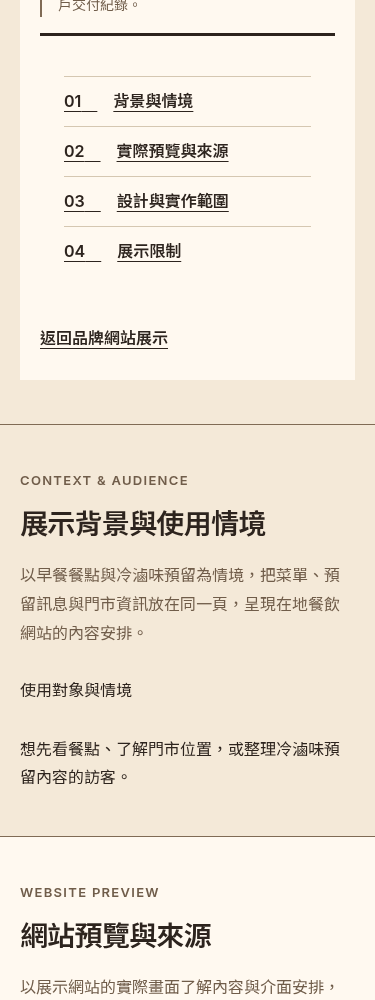 戶交付紀錄。
01 背景與情境
02 實際預覽與來源
03 設計與實作範圍
04 展示限制
返回品牌網站展示
CONTEXT & AUDIENCE
展示背景與使用情境
以早餐餐點與冷滷味預留為情境，把菜單、預
留訊息與門市資訊放在同一頁，呈現在地餐飲
網站的內容安排。
使用對象與情境
想先看餐點、了解門市位置，或整理冷滷味預
留內容的訪客。
WEBSITE PREVIEW
網站預覽與來源
以展示網站的實際畫面了解內容與介面安排，